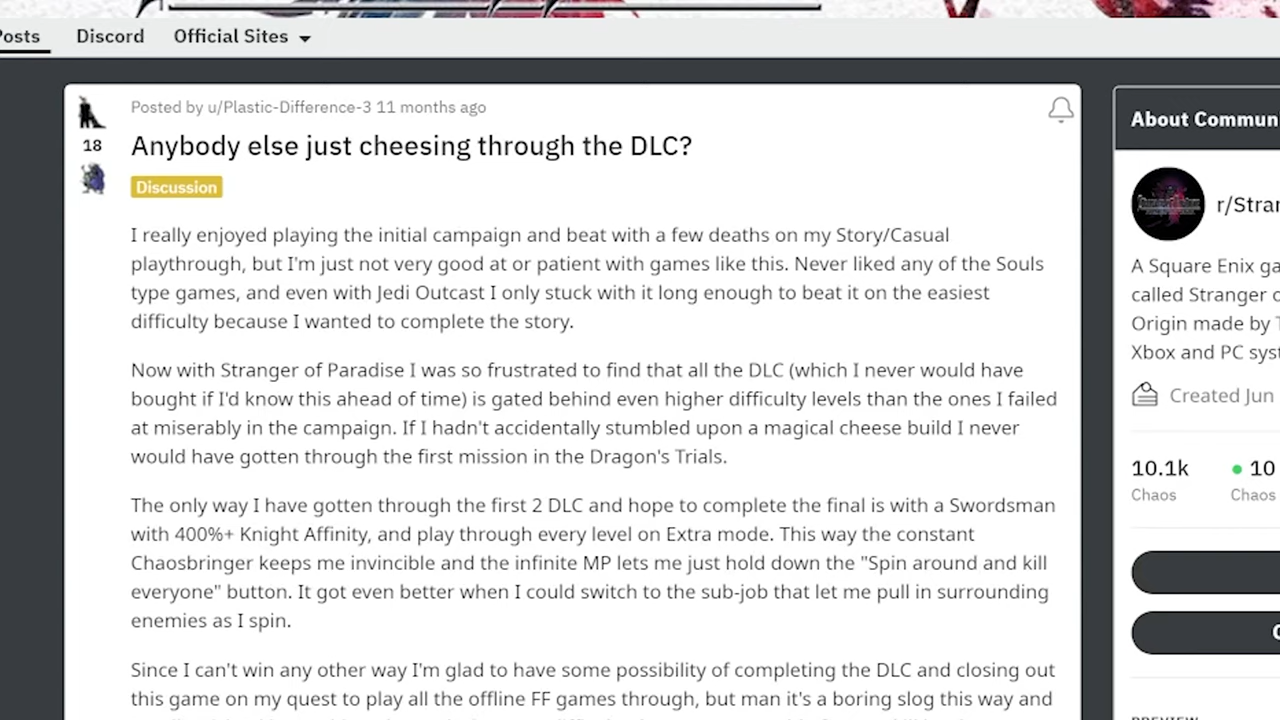 Posts Discord Official Sites
Posted by u/Plastic-Difference-3 11 months ago
18
Anybody else just cheesing through the DLC?
Discussion
I really enjoyed playing the initial campaign and beat with a few deaths on my Story/Casual
playthrough, but I'm just not very good at or patient with games like this. Never liked any of the Souls
type games, and even with Jedi Outcast I only stuck with it long enough to beat it on the easiest
difficulty because I wanted to complete the story.
Now with Stranger of Paradise I was so frustrated to find that all the DLC (which I never would have
bought if I'd know this ahead of time) is gated behind even higher difficulty levels than the ones I failed
at miserably in the campaign. If I hadn't accidentally stumbled upon a magical cheese build I never
would have gotten through the first mission in the Dragon's Trials.
The only way I have gotten through the first 2 DLC and hope to complete the final is with a Swordsman
with 400%+ Knight Affinity, and play through every level on Extra mode. This way the constant
Chaosbringer keeps me invincible and the infinite MP lets me just hold down the "Spin around and kill
everyone" button. It got even better when I could switch to the sub-job that let me pull in surrounding
enemies as I spin.
Since I can't win any other way I'm glad to have some possibility of completing the DLC and closing out
this game on my quest to play all the offline FF games through, but man it's a boring slog this way and
About Commun
r/Stran
A Square Enix ga
called Stranger o
Origin made by T
Xbox and PC syst
Created Jun
10.1k 10
Chaos Chaos